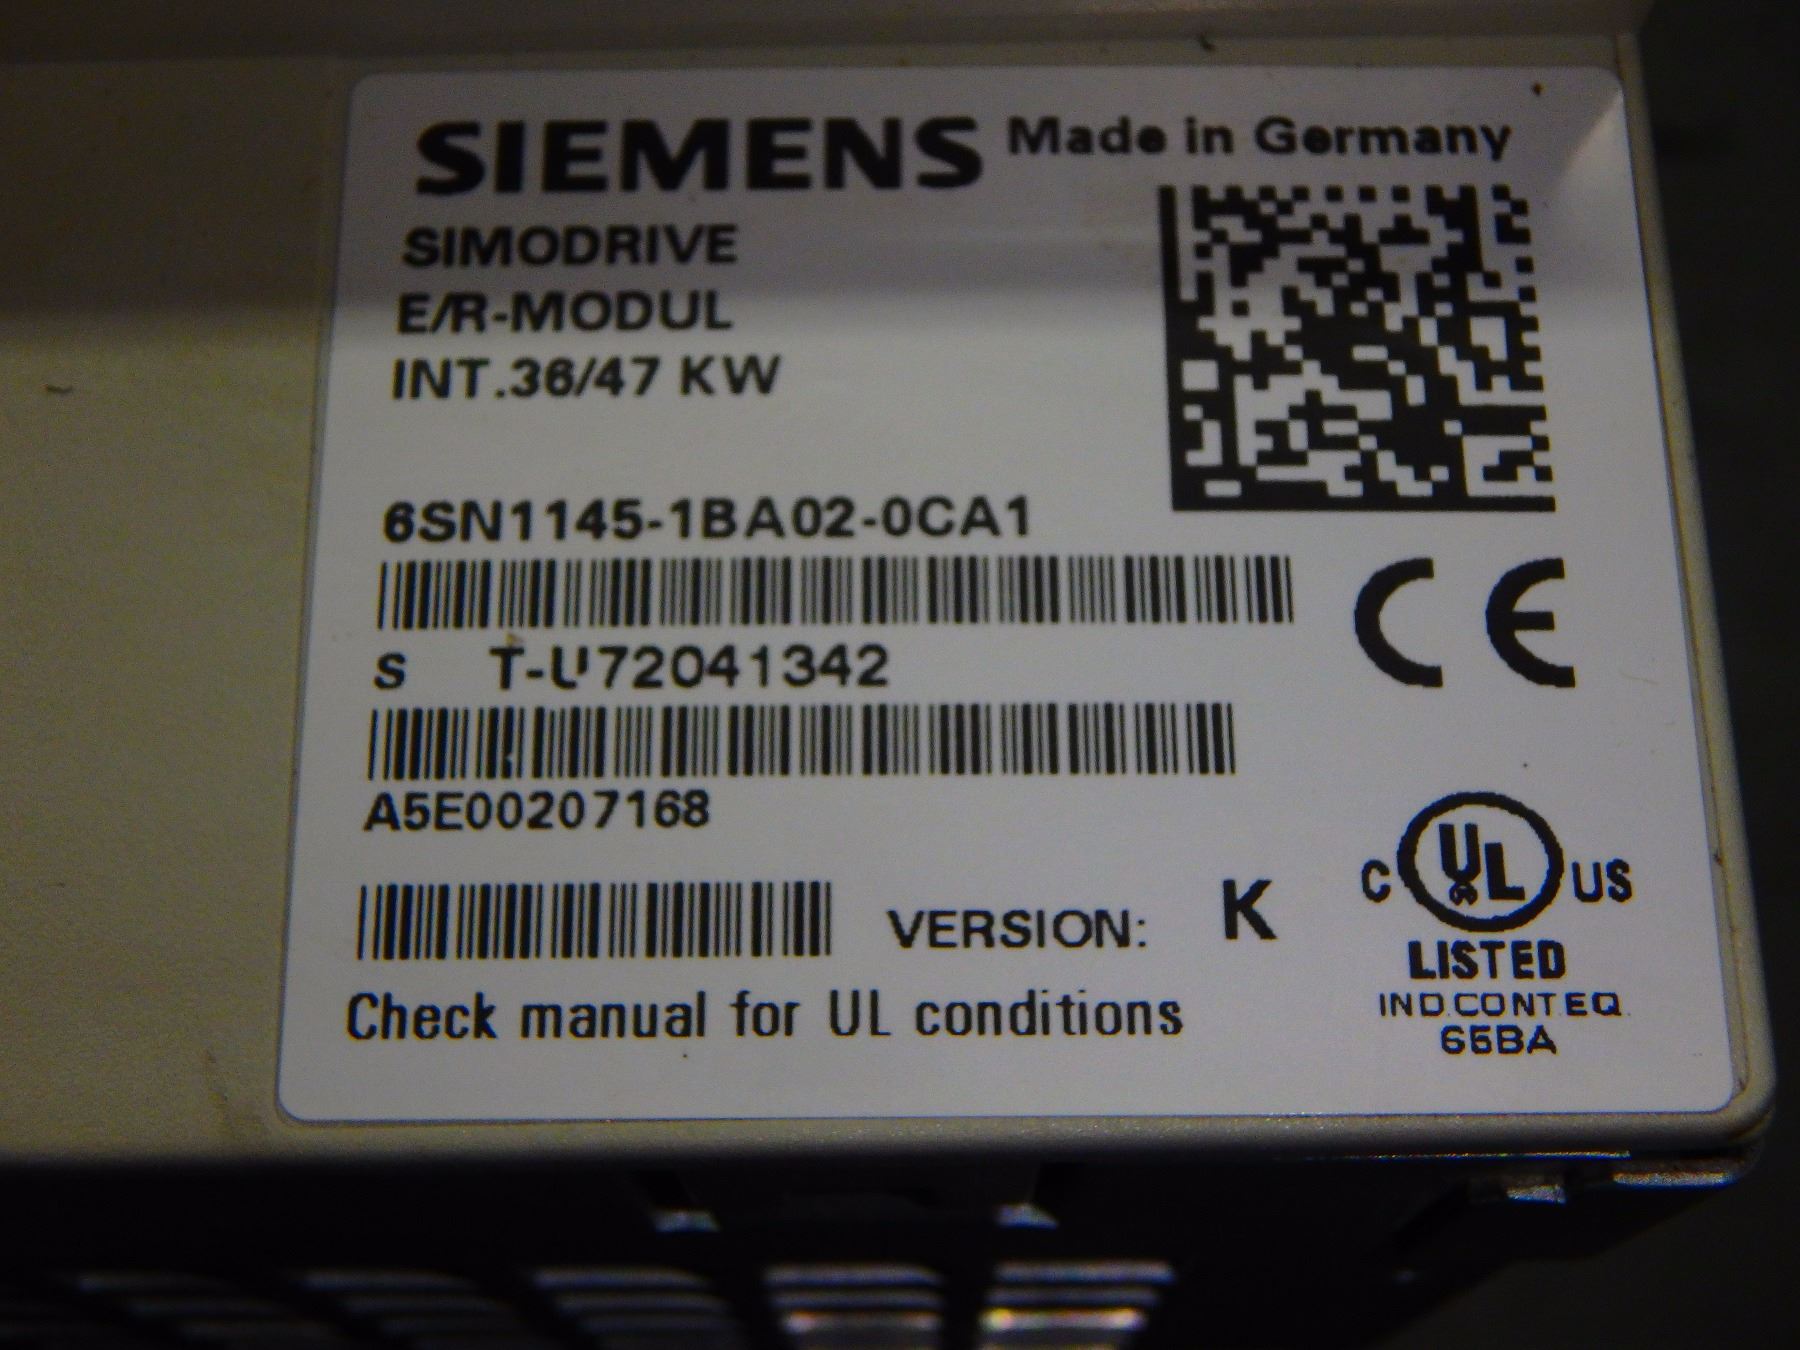 SIEMENS Made in Germany
SIMODRIVE
E/R-MODUL
INT.36/47 KW
6SN1145-1BA02-0CA1
S T-U72041342
A5E00207168
VERSION: K
Check manual for UL conditions
CE
C UL US
LISTED
IND.CONT.EQ.
65BA